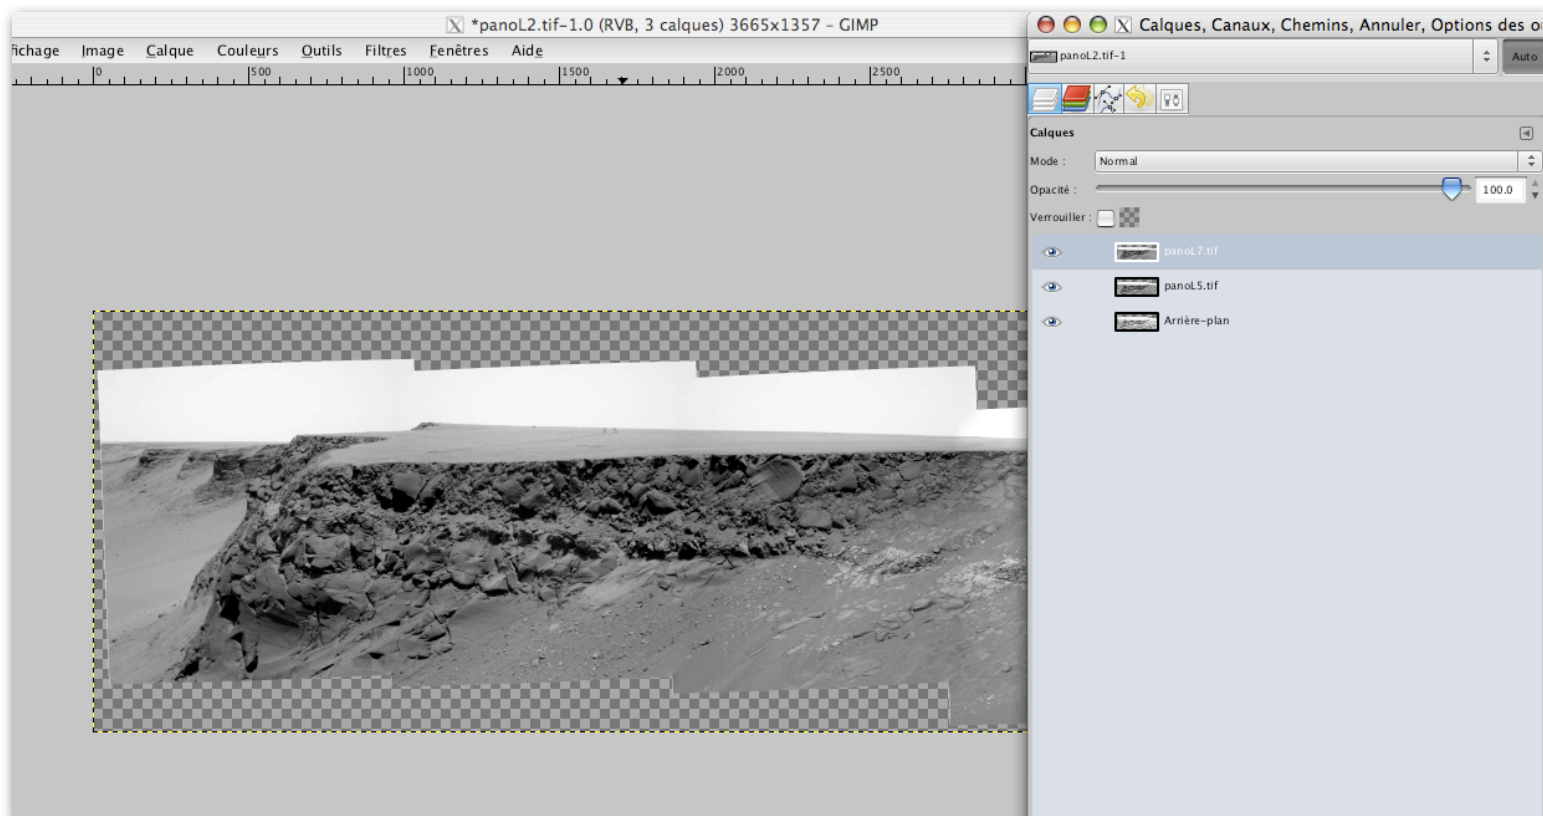 *panoL2.tif-1.0 (RVB, 3 calques) 3665x1357 – GIMP
fichage Image Calque Couleurs Outils Filtres Fenêtres Aide
0 500 1000 1500 2000 2500
Calques, Canaux, Chemins, Annuler, Options des o
panoL2.tif-1
Auto
Calques
Mode :
Normal
Opacité :
100.0
Verrouiller :
panoL7.tif
panoL5.tif
Arrière-plan